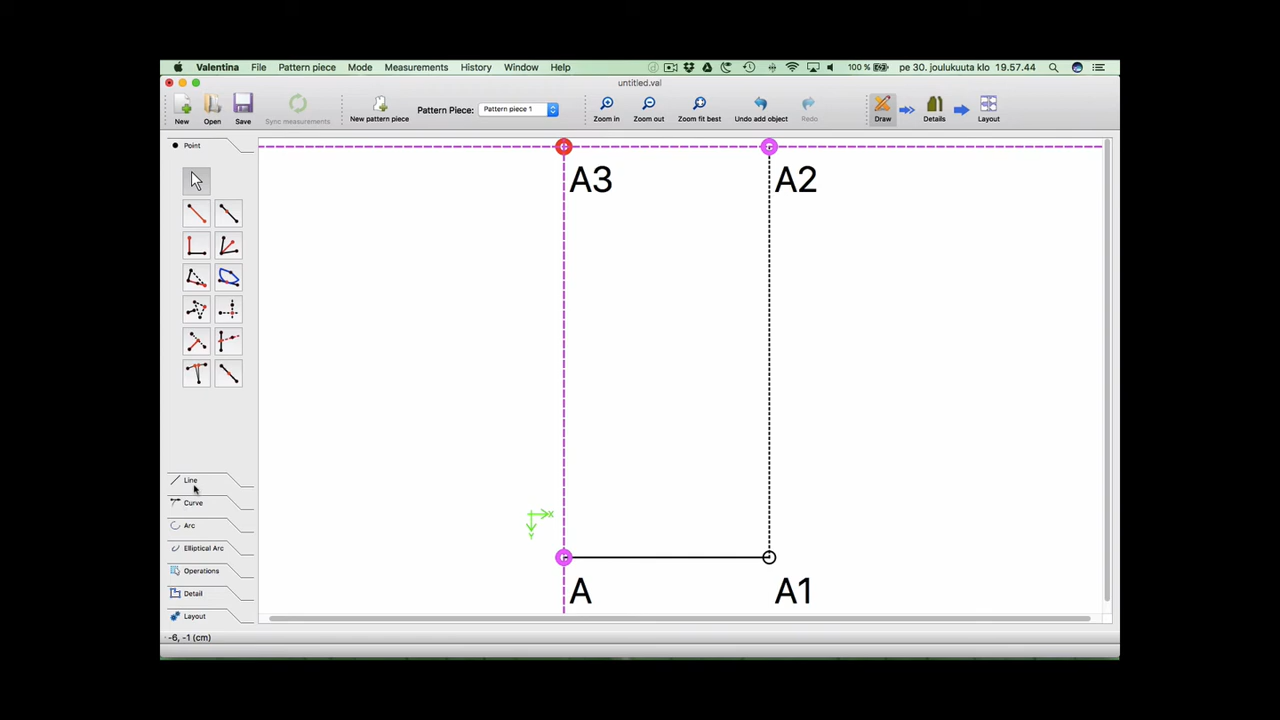 Valentina File Pattern piece Mode Measurements History Window Help 100 % pe 30. joulukuuta klo 19.57.44
untitled.val
New Open Save Sync measurements New pattern piece Pattern Piece: Pattern piece 1 Zoom in Zoom out Zoom fit best Undo add object Redo Draw Details Layout
Point
A3 A2
Line
Curve
X
Arc
Y
Elliptical Arc
Operations
A A1
Detail
Layout
-6, -1 (cm)